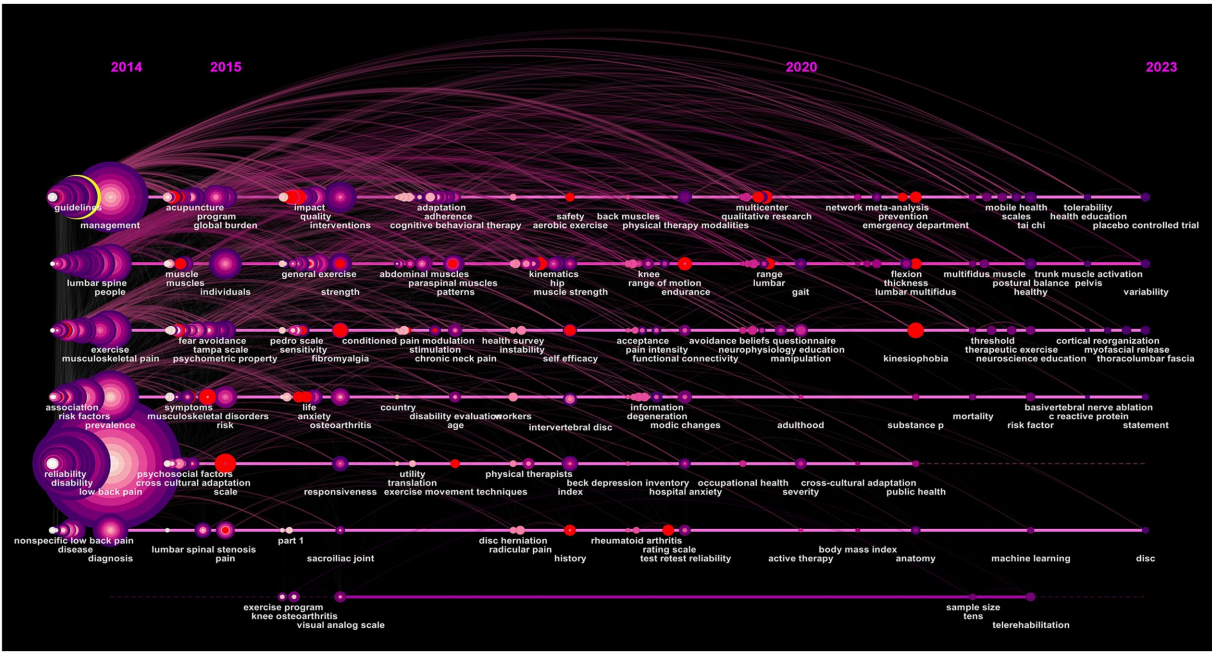 2014 2015 2020 2023
guidelines acupuncture impact adaptation safety back muscles multicenter network meta-analysis mobile health tolerability
program quality adherence qualitative research prevention scales health education
management global burden interventions cognitive behavioral therapy aerobic exercise physical therapy modalities emergency department tai chi placebo controlled trial
muscle general exercise abdominal muscles kinematics knee range flexion multifidus muscle trunk muscle activation
lumbar spine muscles paraspinal muscles hip range of motion lumbar thickness postural balance pelvis
people individuals strength patterns muscle strength endurance gait lumbar multifidus healthy variability
fear avoidance pedro scale conditioned pain modulation health survey acceptance avoidance beliefs questionnaire threshold cortical reorganization
exercise tampa scale sensitivity stimulation instability pain intensity neurophysiology education therapeutic exercise myofascial release
musculoskeletal pain psychometric property fibromyalgia chronic neck pain self efficacy functional connectivity manipulation kinesiophobia neuroscience education thoracolumbar fascia
association symptoms life country information basivertebral nerve ablation
risk factors musculoskeletal disorders anxiety disability evaluation workers degeneration mortality c reactive protein
prevalence risk osteoarthritis age intervertebral disc modic changes adulthood substance p risk factor statement
reliability psychosocial factors utility physical therapists
disability cross cultural adaptation translation beck depression inventory occupational health cross-cultural adaptation
low back pain scale responsiveness exercise movement techniques index hospital anxiety severity public health
nonspecific low back pain part 1 disc herniation rheumatoid arthritis
disease lumbar spinal stenosis radicular pain rating scale body mass index
diagnosis pain sacroiliac joint history test retest reliability active therapy anatomy machine learning disc
exercise program sample size
knee osteoarthritis tens
visual analog scale telerehabilitation